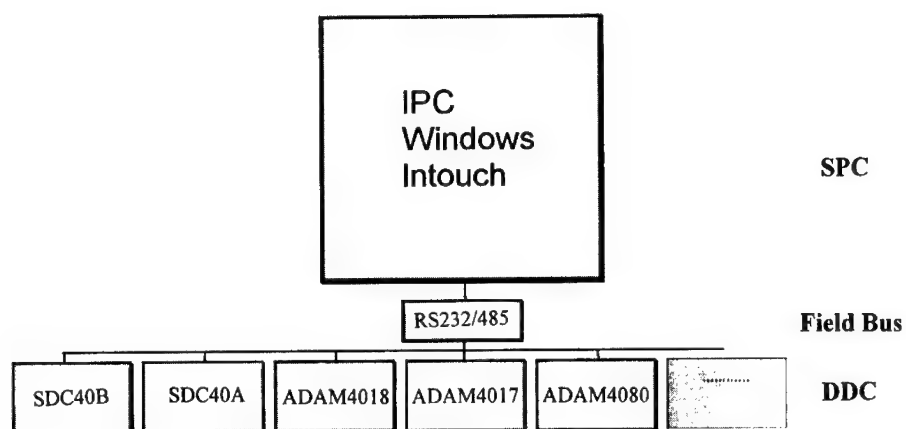 IPC
Windows
Intouch
SPC
RS232/485
Field Bus
SDC40B SDC40A ADAM4018 ADAM4017 ADAM4080 ............
DDC